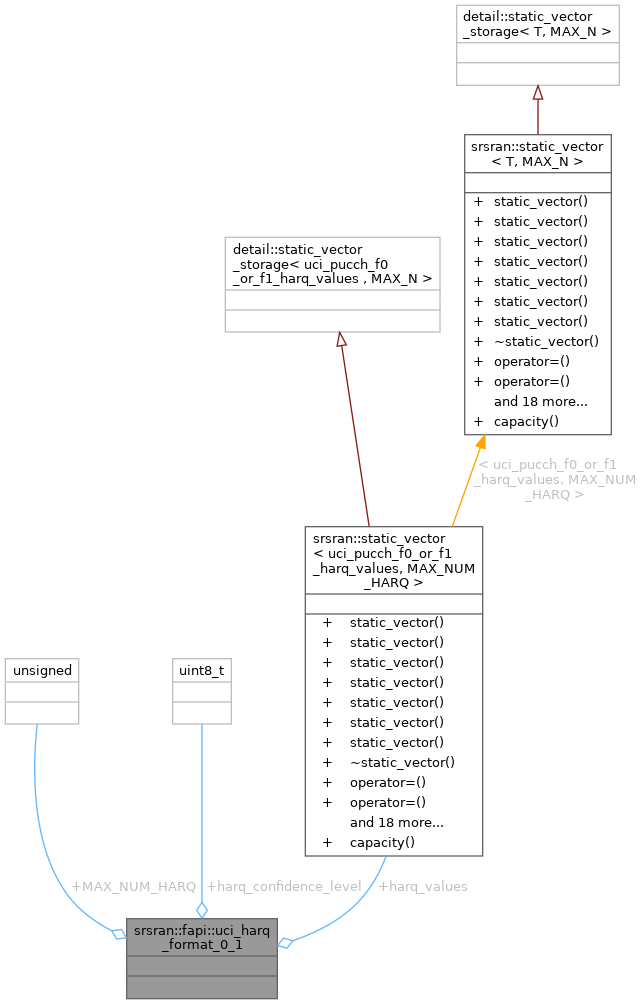 detail::static_vector
_storage< T, MAX_N >
srsran::static_vector
< T, MAX_N >
+ static_vector()
+ static_vector()
+ static_vector()
+ static_vector()
+ static_vector()
+ static_vector()
+ static_vector()
+ ~static_vector()
+ operator=()
+ operator=()
and 18 more...
+ capacity()
detail::static_vector
_storage< uci_pucch_f0
_or_f1_harq_values , MAX_N >
< uci_pucch_f0_or_f1
_harq_values, MAX_NUM
_HARQ >
srsran::static_vector
< uci_pucch_f0_or_f1
_harq_values, MAX_NUM
_HARQ >
+ static_vector()
+ static_vector()
+ static_vector()
+ static_vector()
+ static_vector()
+ static_vector()
+ static_vector()
+ ~static_vector()
+ operator=()
+ operator=()
and 18 more...
+ capacity()
unsigned
uint8_t
+MAX_NUM_HARQ
+harq_confidence_level
+harq_values
srsran::fapi::uci_harq
_format_0_1